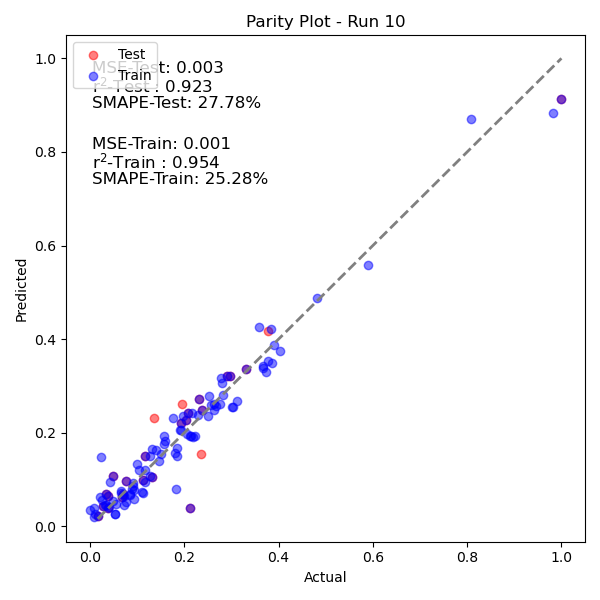 Parity Plot - Run 10
Test
Train
MSE-Test: 0.003
r²-Test : 0.923
SMAPE-Test: 27.78%
MSE-Train: 0.001
r²-Train : 0.954
SMAPE-Train: 25.28%
1.0
0.8
0.6
0.4
0.2
0.0
Predicted
0.0 0.2 0.4 0.6 0.8 1.0
Actual